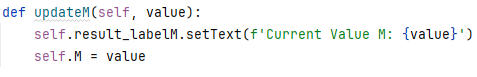 def updateM(self, value):
    self.result_labelM.setText(f'Current Value M: {value}')
    self.M = value